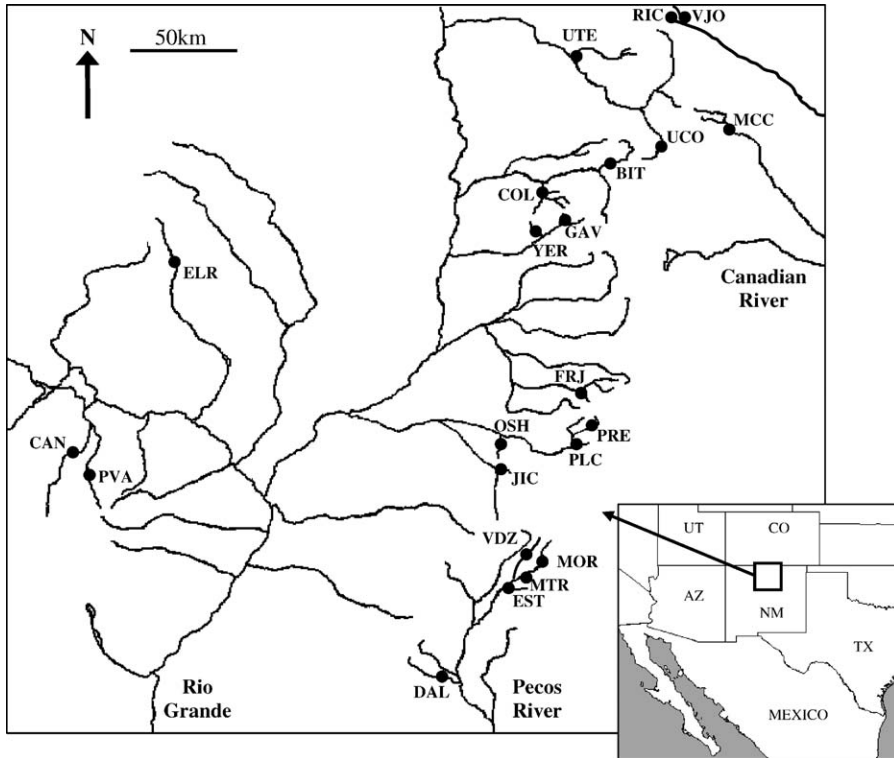 RIC
VJO
N
50km
UTE
MCC
UCO
BIT
COL
GAV
YER
ELR
Canadian
River
FRJ
OSH
PRE
CAN
PLC
PVA
JIC
VDZ
MOR
MTR
EST
DAL
Rio
Grande
Pecos
River
UT
CO
AZ
NM
TX
MEXICO